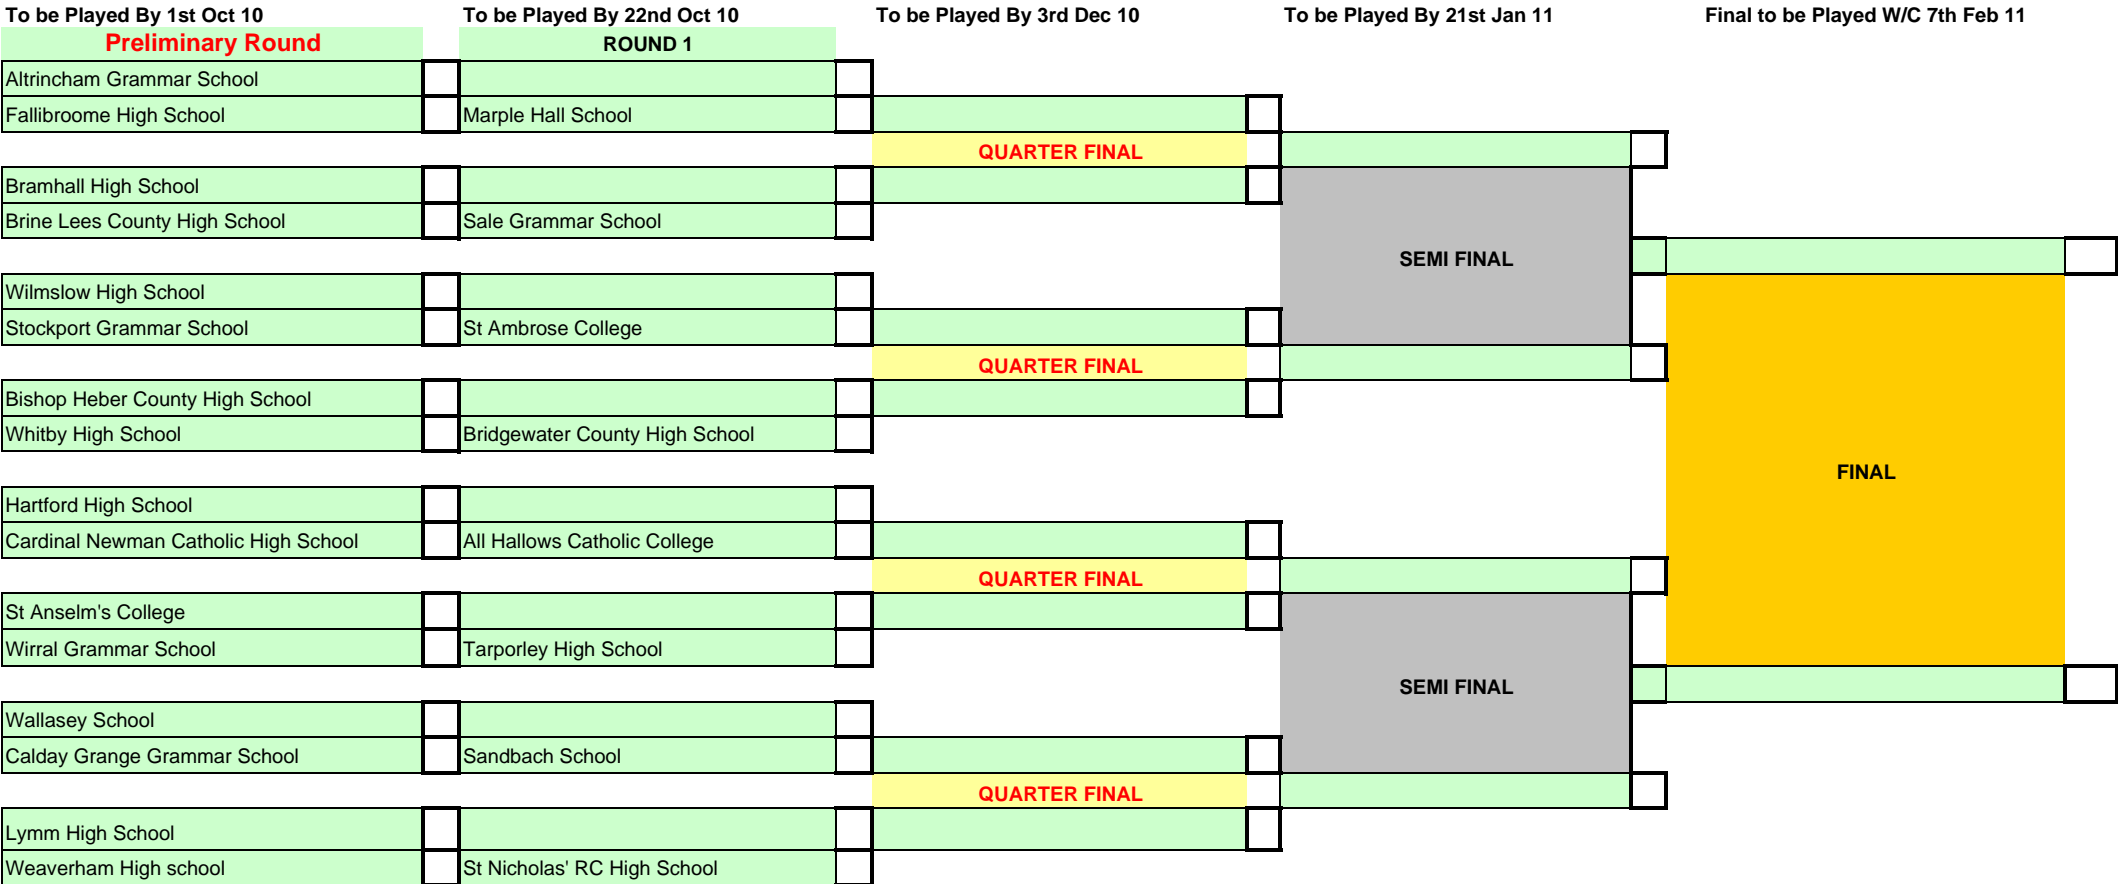 To be Played By 1st Oct 10 To be Played By 22nd Oct 10 To be Played By 3rd Dec 10 To be Played By 21st Jan 11 Final to be Played W/C 7th Feb 11
Preliminary Round ROUND 1
Altrincham Grammar School
Fallibroome High School Marple Hall School
QUARTER FINAL
Bramhall High School
Brine Lees County High School Sale Grammar School
SEMI FINAL
Wilmslow High School
Stockport Grammar School St Ambrose College
QUARTER FINAL
Bishop Heber County High School
Whitby High School Bridgewater County High School
FINAL
Hartford High School
Cardinal Newman Catholic High School All Hallows Catholic College
QUARTER FINAL
St Anselm's College
Wirral Grammar School Tarporley High School
SEMI FINAL
Wallasey School
Calday Grange Grammar School Sandbach School
QUARTER FINAL
Lymm High School
Weaverham High school St Nicholas' RC High School